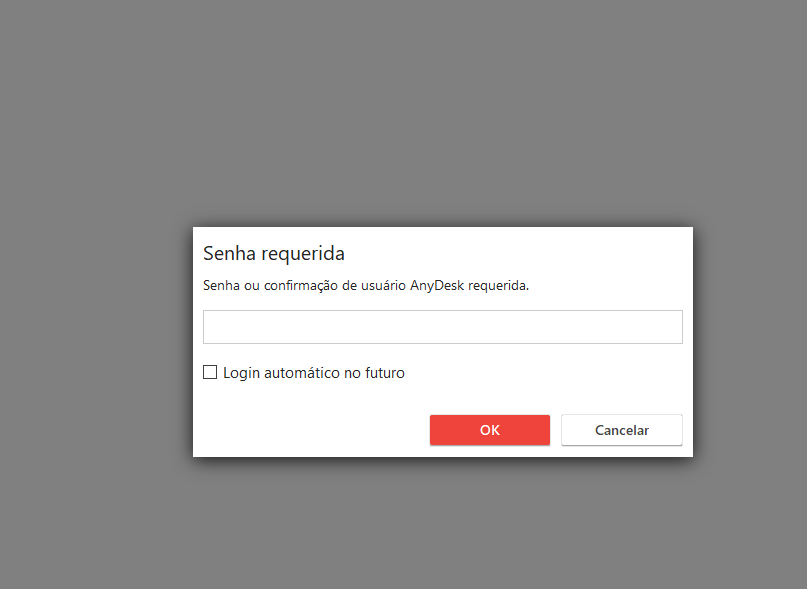 Senha requerida
Senha ou confirmação de usuário AnyDesk requerida.
Login automático no futuro
OK
Cancelar